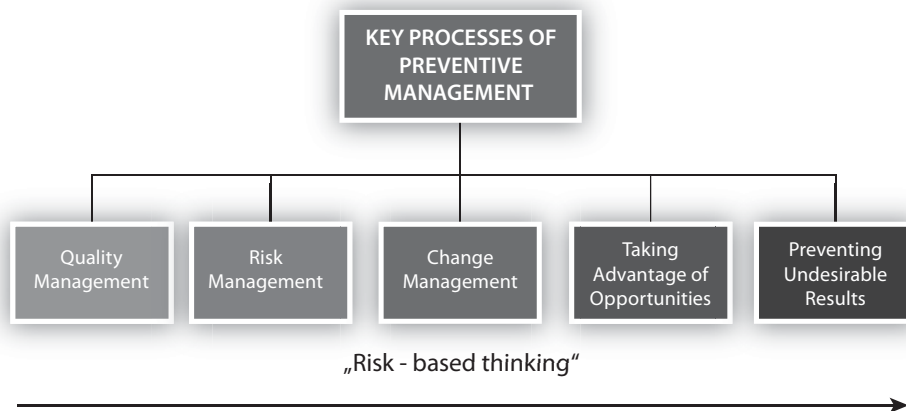 KEY PROCESSES OF
PREVENTIVE
MANAGEMENT
Quality
Management
Risk
Management
Change
Management
Taking
Advantage of
Opportunities
Preventing
Undesirable
Results
„Risk - based thinking“